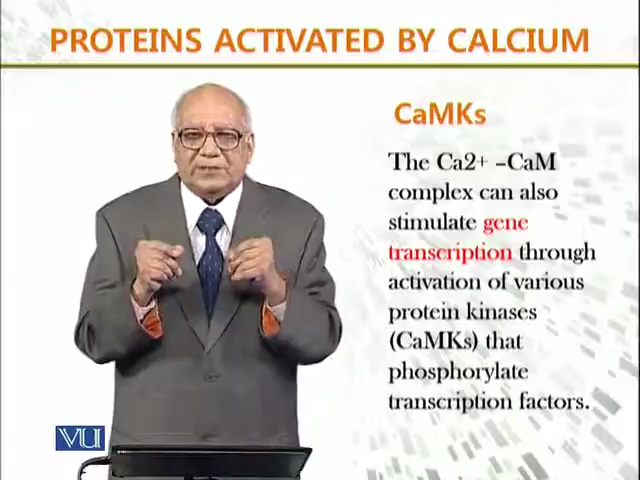 PROTEINS ACTIVATED BY CALCIUM
CaMKs
The Ca2+ –CaM
complex can also
stimulate gene
transcription through
activation of various
protein kinases
(CaMKs) that
phosphorylate
transcription factors.
VU